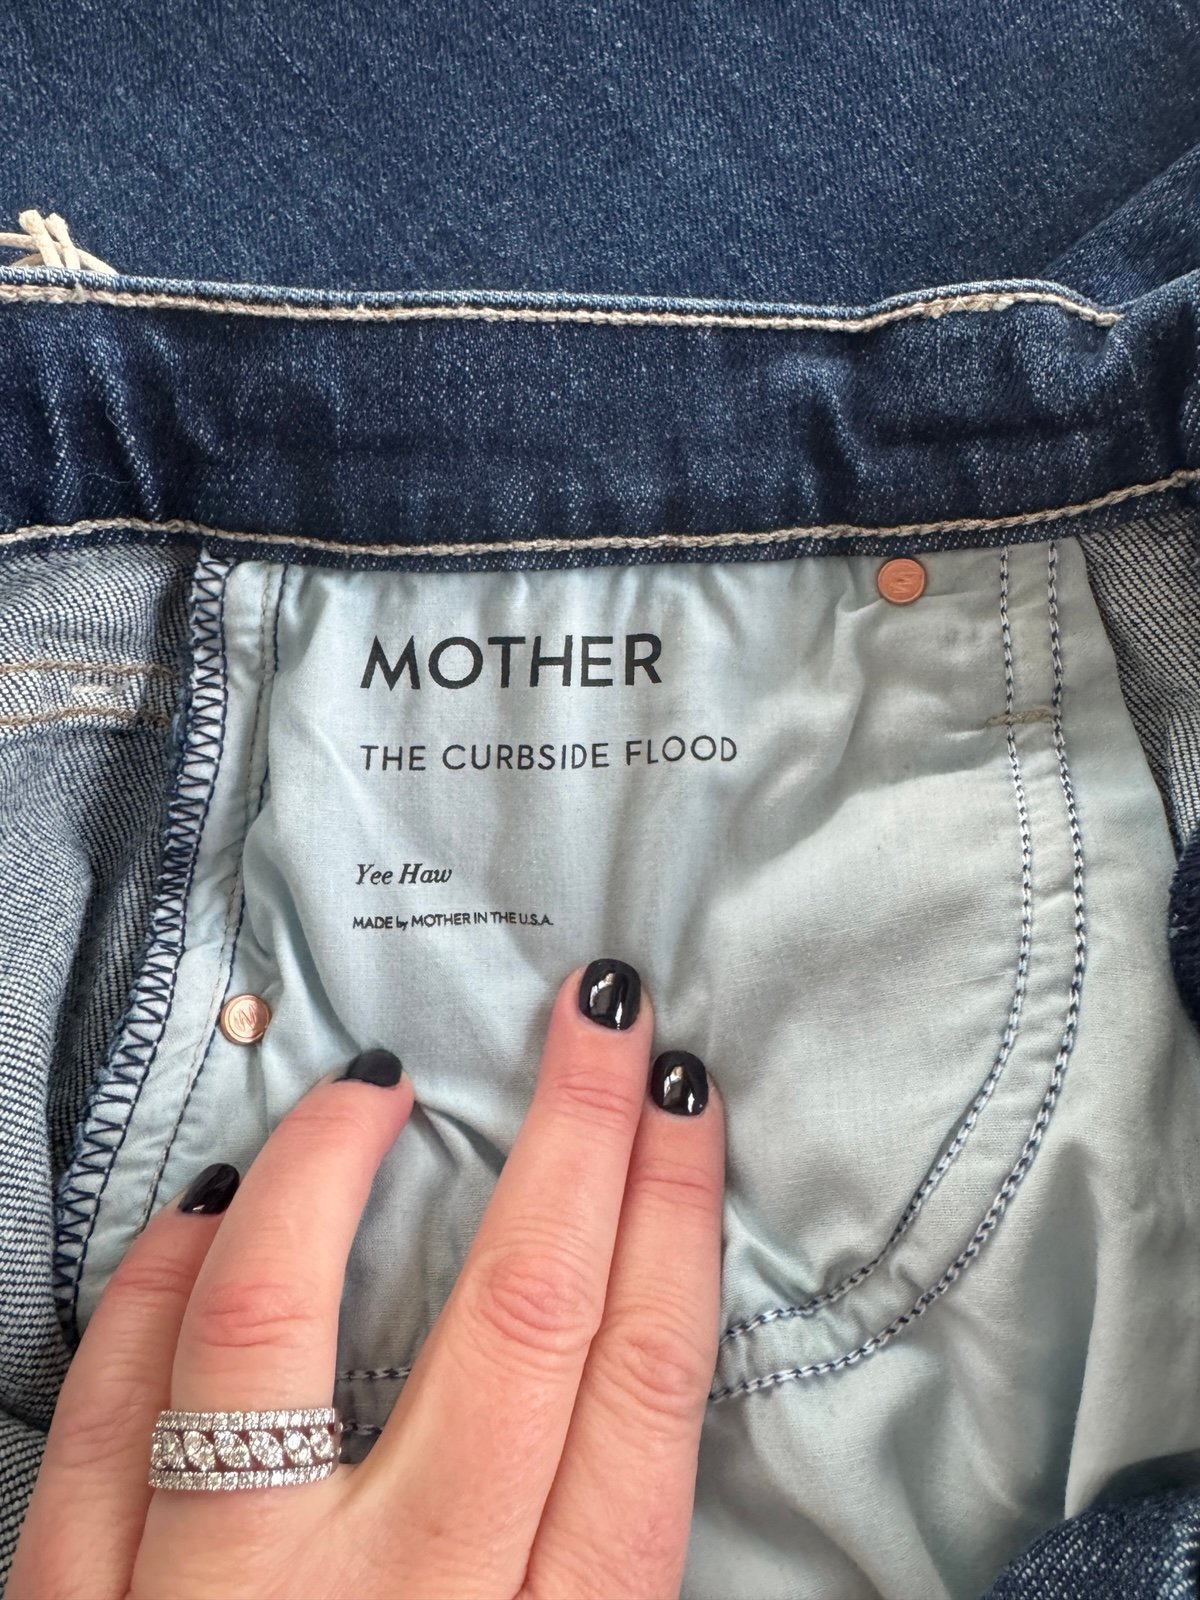 MOTHER
THE CURBSIDE FLOOD
Yee Haw
MADE by MOTHER IN THE U.S.A.